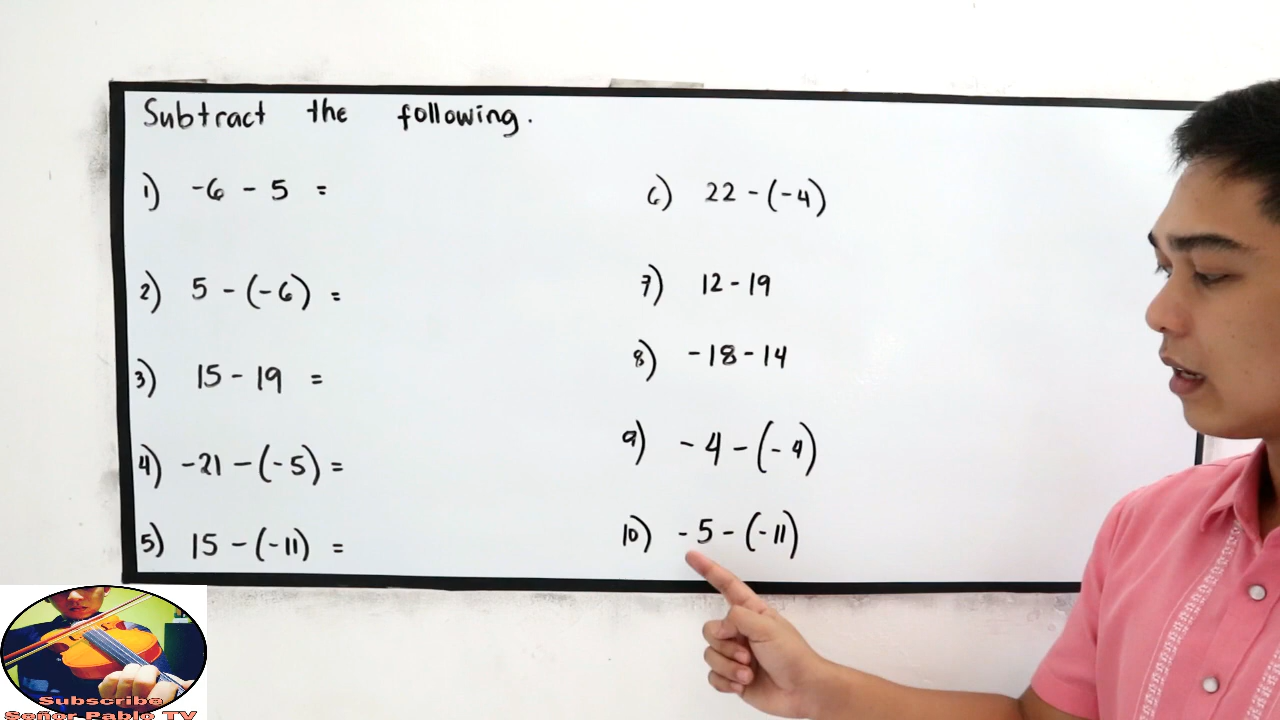 Subtract the following.
1) -6 - 5 =
2) 5 - (-6) =
3) 15 - 19 =
4) -21 - (-5) =
5) 15 - (-11) =
6) 22 - (-4)
7) 12 - 19
8) -18 - 14
9) -4 - (-9)
10) -5 - (-11)
Subscribe
Señor Pablo TV